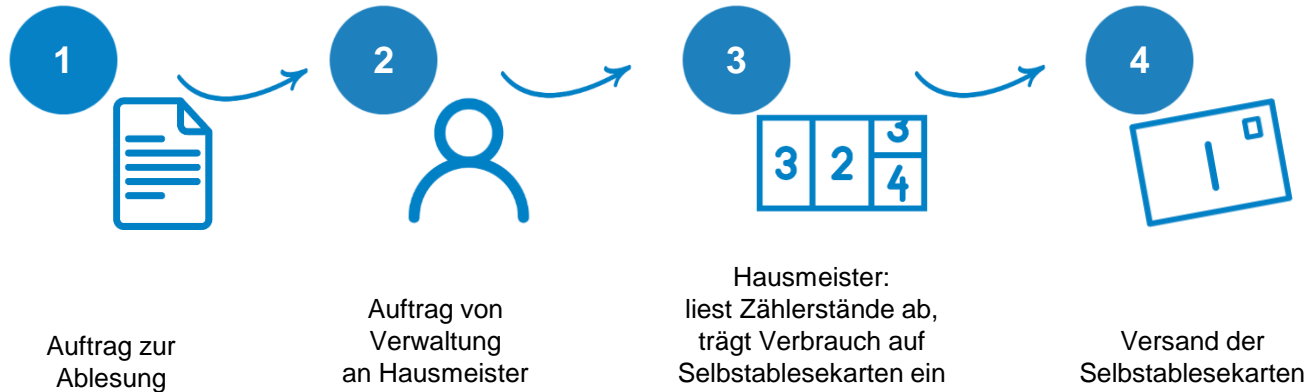 1
2
3
4
3 2 3
4
Auftrag zur
Ablesung
Auftrag von
Verwaltung
an Hausmeister
Hausmeister:
liest Zählerstände ab,
trägt Verbrauch auf
Selbstablesekarten ein
Versand der
Selbstablesekarten